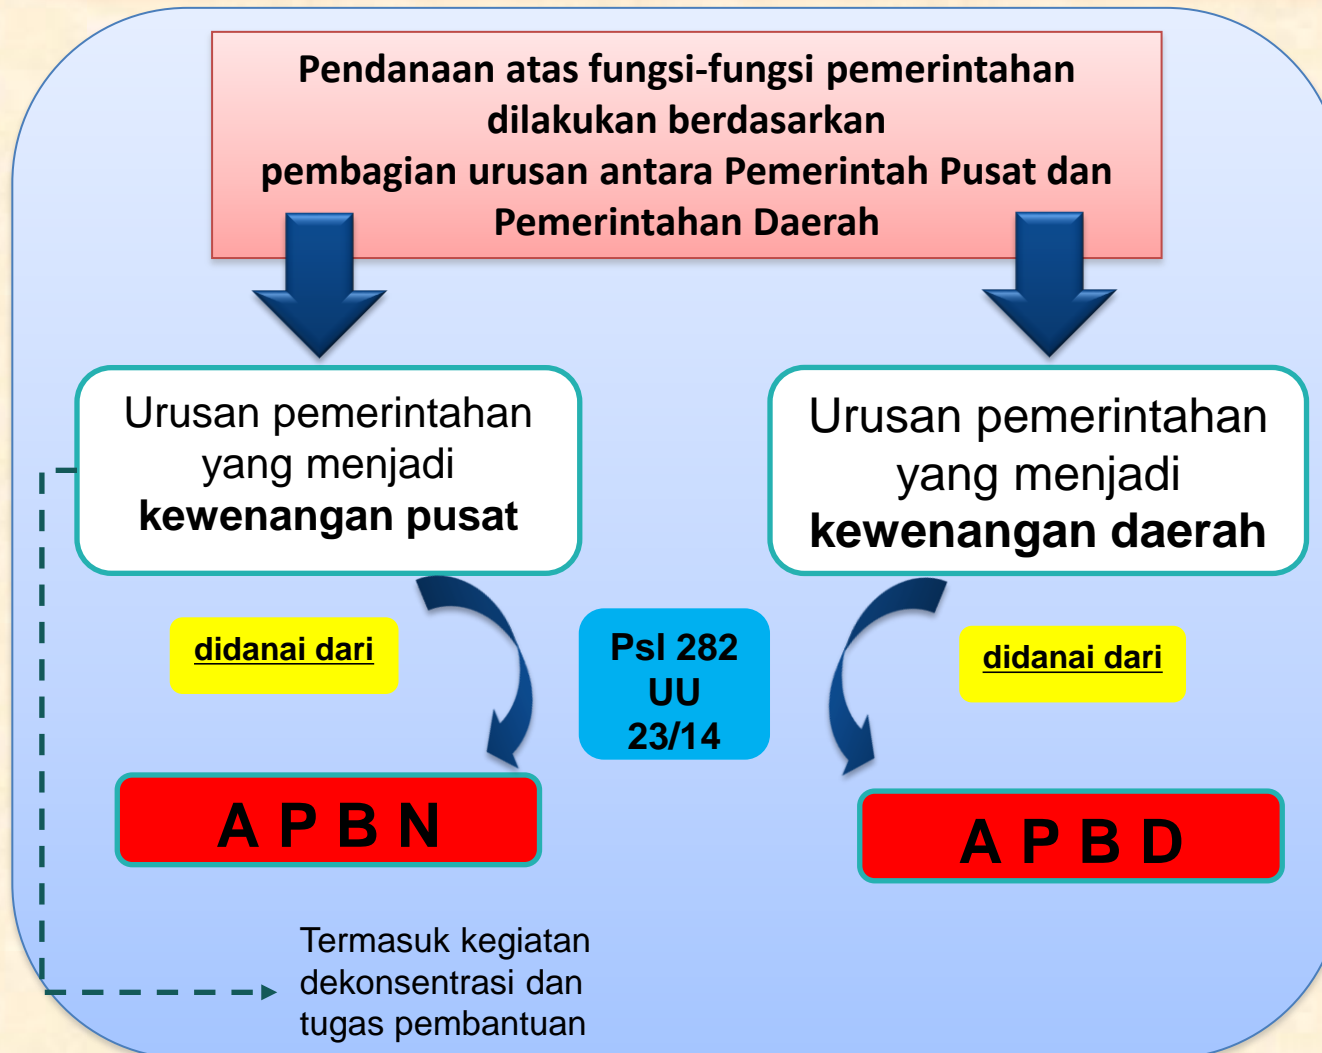 Pendanaan atas fungsi-fungsi pemerintahan
dilakukan berdasarkan
pembagian urusan antara Pemerintah Pusat dan
Pemerintahan Daerah
Urusan pemerintahan
yang menjadi
kewenangan pusat
Urusan pemerintahan
yang menjadi
kewenangan daerah
didanai dari
Psl 282
UU
23/14
didanai dari
A P B N
A P B D
Termasuk kegiatan
dekonsentrasi dan
tugas pembantuan